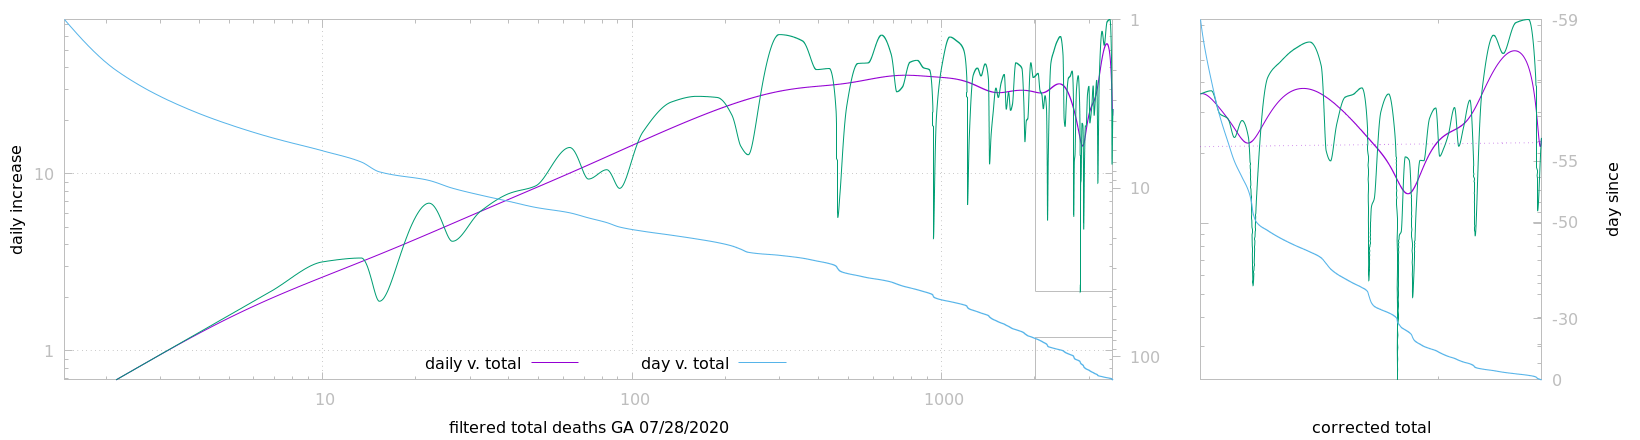 1
-59
10
-55
daily increase
10
-50
day since
-30
1
daily v. total
day v. total
100
0
10
100
1000
filtered total deaths GA 07/28/2020
corrected total